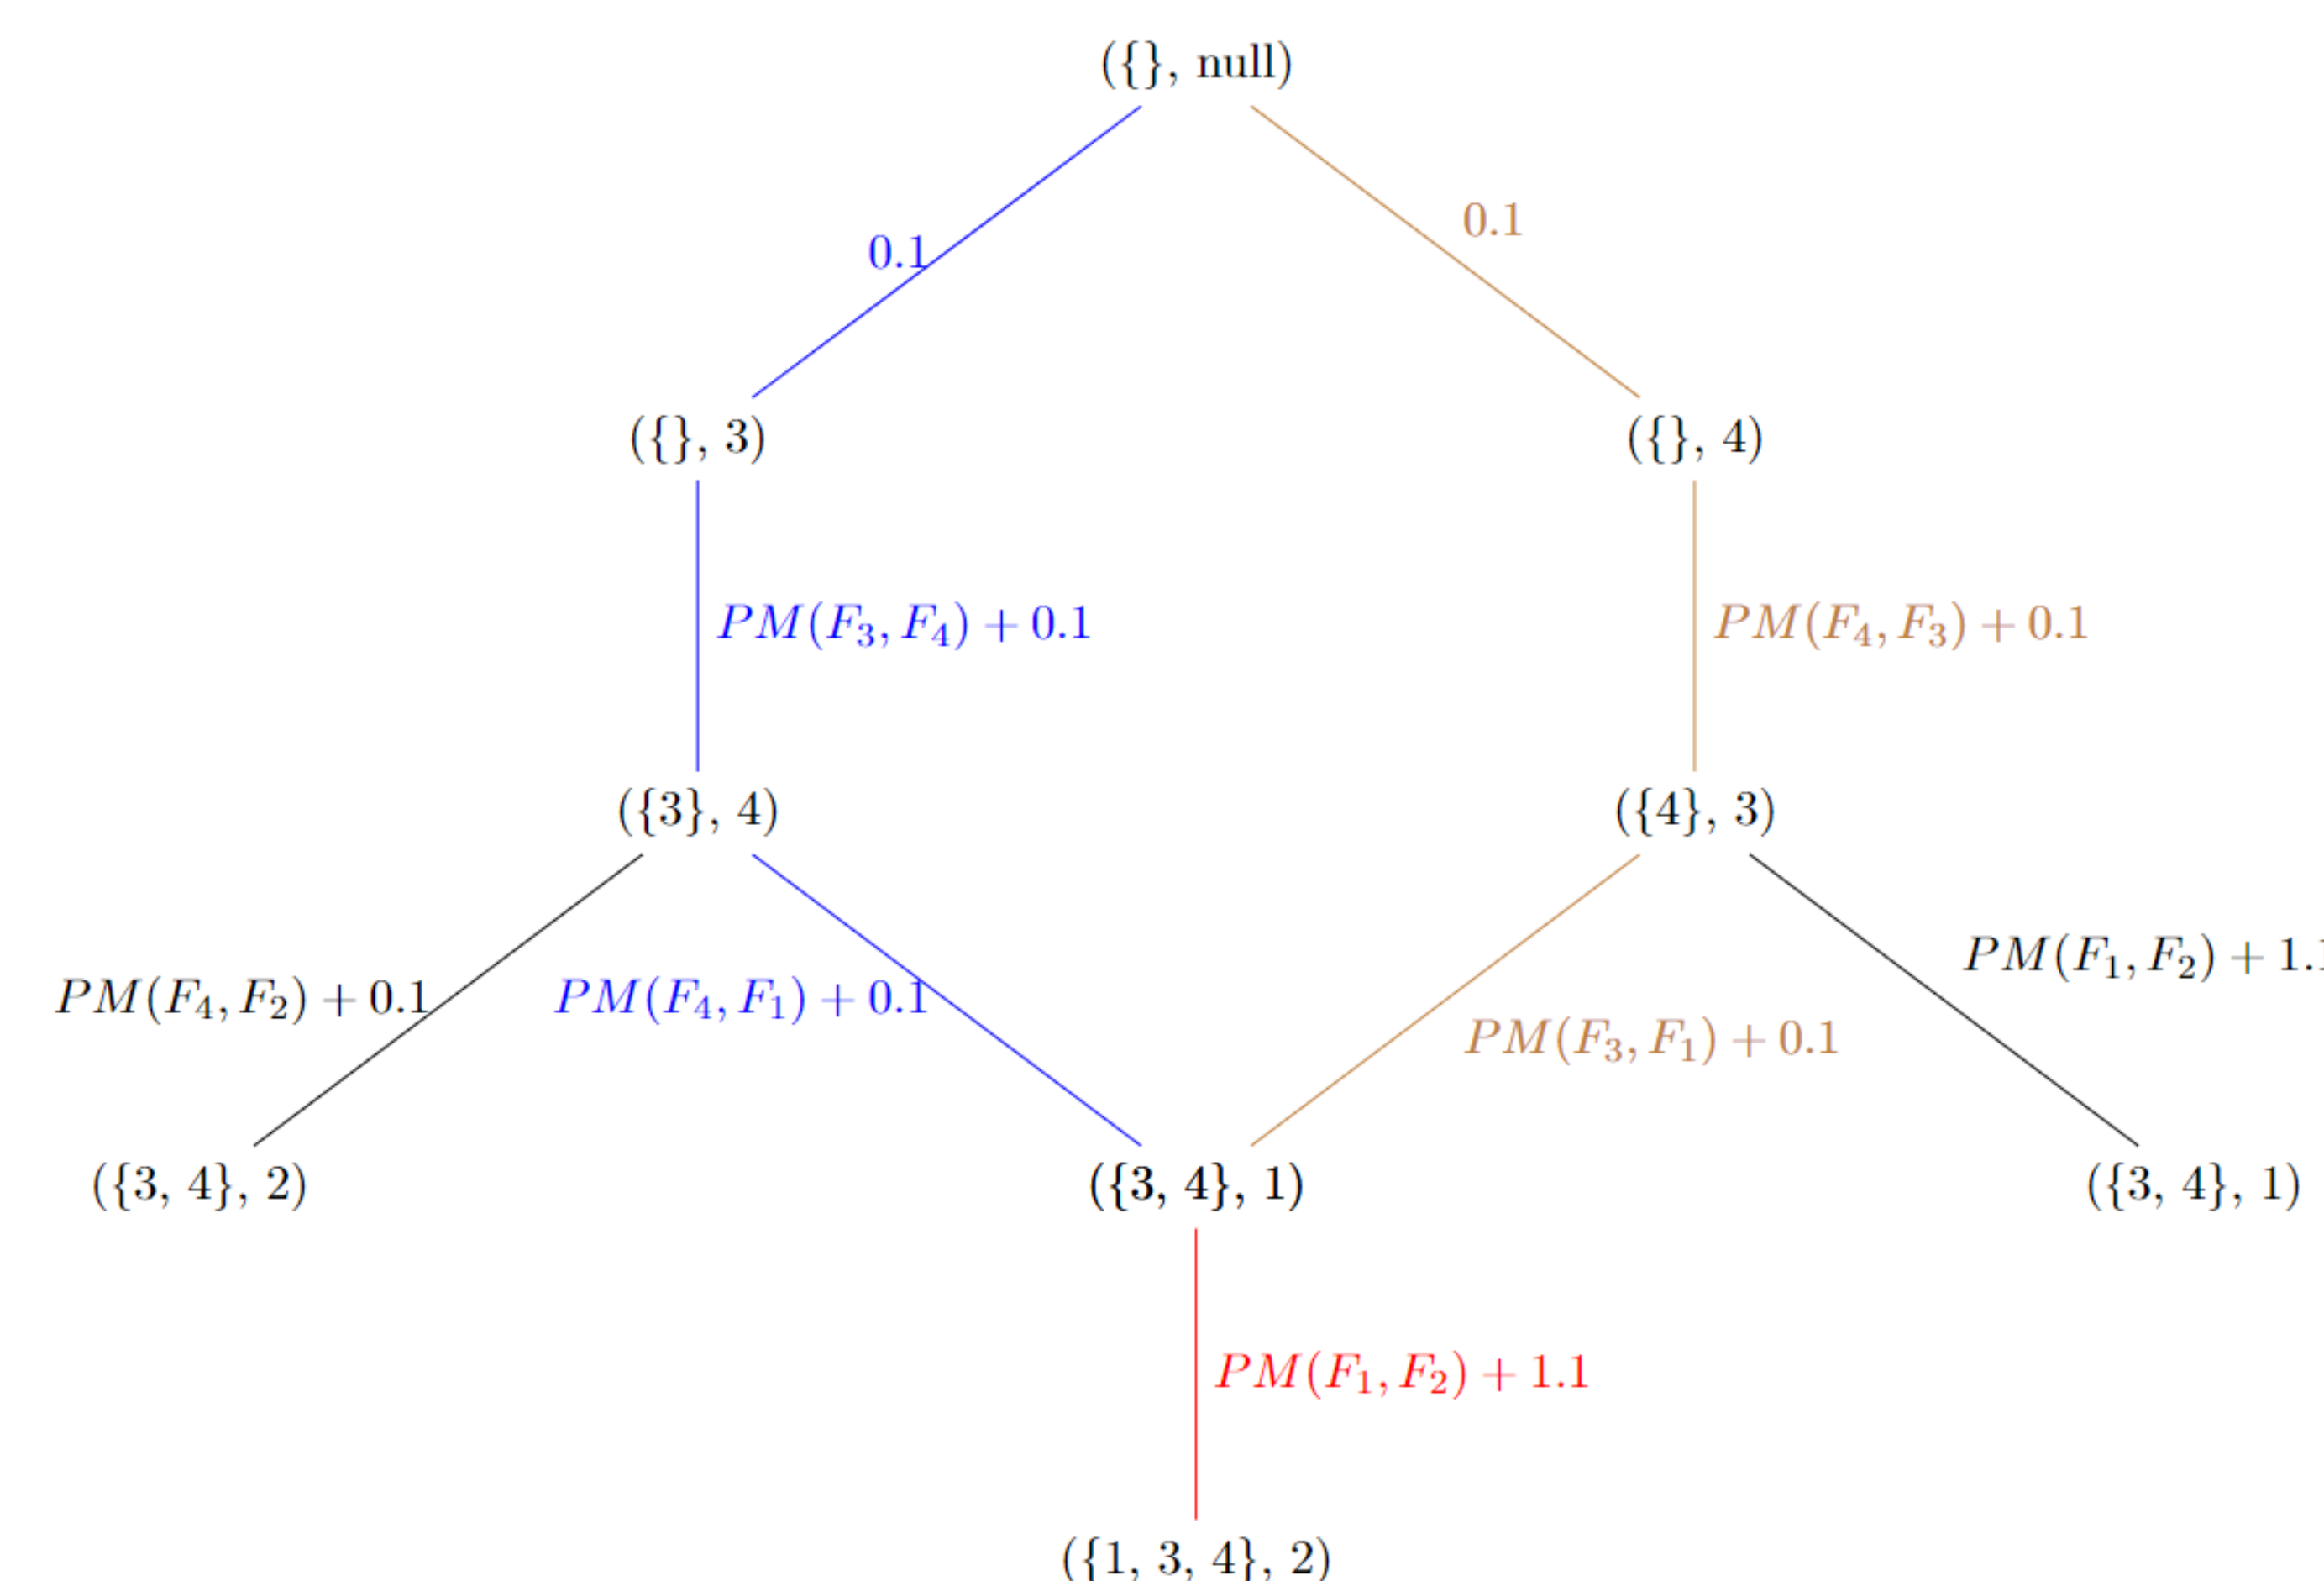 ({}, null)
0.1
0.1
({}, 3)
({}, 4)
PM(F₃, F₄) + 0.1
PM(F₄, F₃) + 0.1
({3}, 4)
({4}, 3)
PM(F₄, F₂) + 0.1
PM(F₄, F₁) + 0.1
PM(F₃, F₁) + 0.1
PM(F₁, F₂) + 1.1
({3, 4}, 2)
({3, 4}, 1)
({3, 4}, 1)
PM(F₁, F₂) + 1.1
({1, 3, 4}, 2)